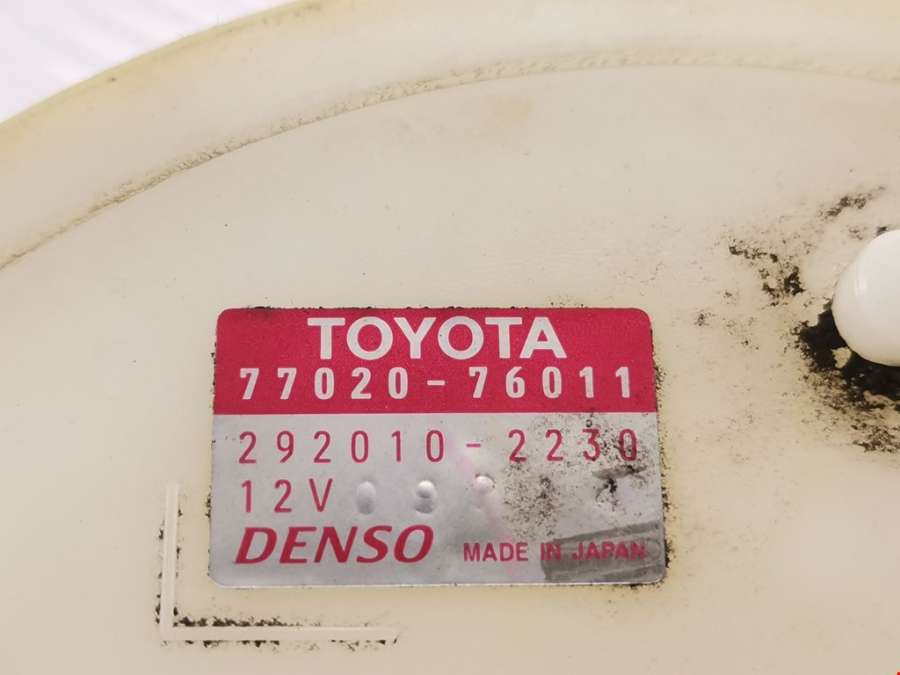 TOYOTA
77020-76011
292010-2230
12V
DENSO MADE IN JAPAN